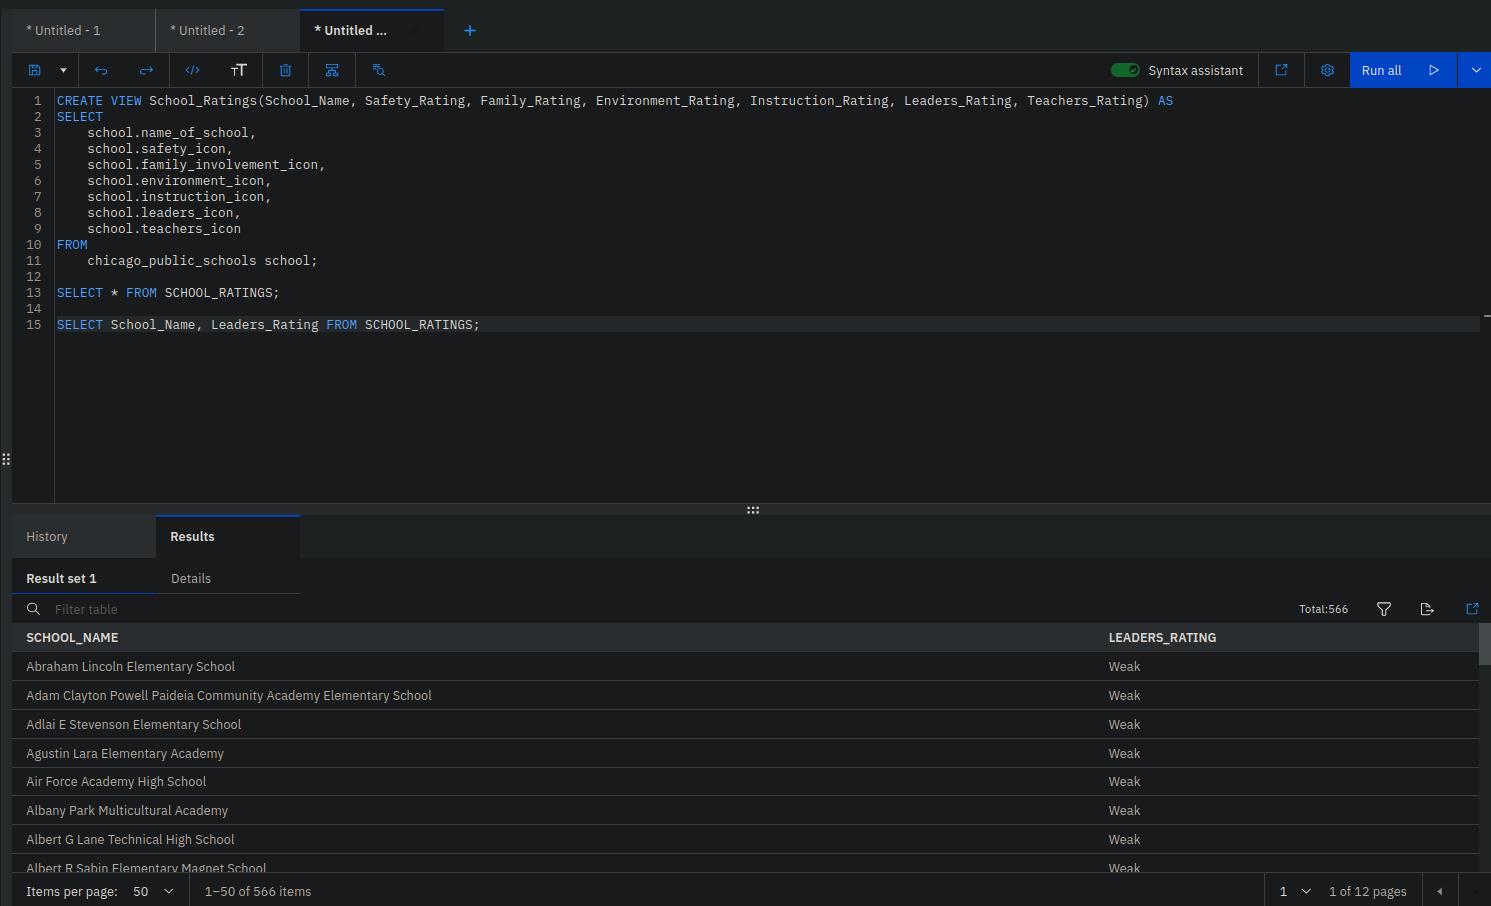 * Untitled - 1
* Untitled - 2
* Untitled ...
Syntax assistant
Run all
1 CREATE VIEW School_Ratings(School_Name, Safety_Rating, Family_Rating, Environment_Rating, Instruction_Rating, Leaders_Rating, Teachers_Rating) AS
2 SELECT
3 school.name_of_school,
4 school.safety_icon,
5 school.family_involvement_icon,
6 school.environment_icon,
7 school.instruction_icon,
8 school.leaders_icon,
9 school.teachers_icon
10 FROM
11 chicago_public_schools school;
12
13 SELECT * FROM SCHOOL_RATINGS;
14
15 SELECT School_Name, Leaders_Rating FROM SCHOOL_RATINGS;
History
Results
Result set 1
Details
Filter table
Total:566
SCHOOL_NAME LEADERS_RATING
Abraham Lincoln Elementary School Weak
Adam Clayton Powell Paideia Community Academy Elementary School Weak
Adlai E Stevenson Elementary School Weak
Agustin Lara Elementary Academy Weak
Air Force Academy High School Weak
Albany Park Multicultural Academy Weak
Albert G Lane Technical High School Weak
Albert R Sabin Elementary Magnet School Weak
Items per page: 50 1–50 of 566 items 1 1 of 12 pages